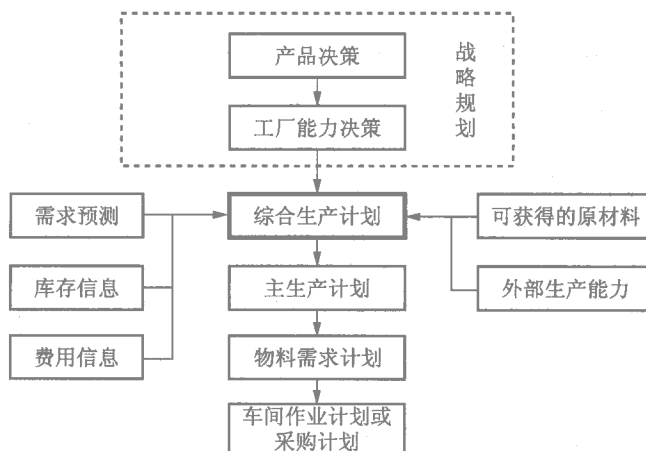 产品决策
战略规划
工厂能力决策
需求预测
综合生产计划
可获得的原材料
库存信息
主生产计划
外部生产能力
费用信息
物料需求计划
车间作业计划或
采购计划